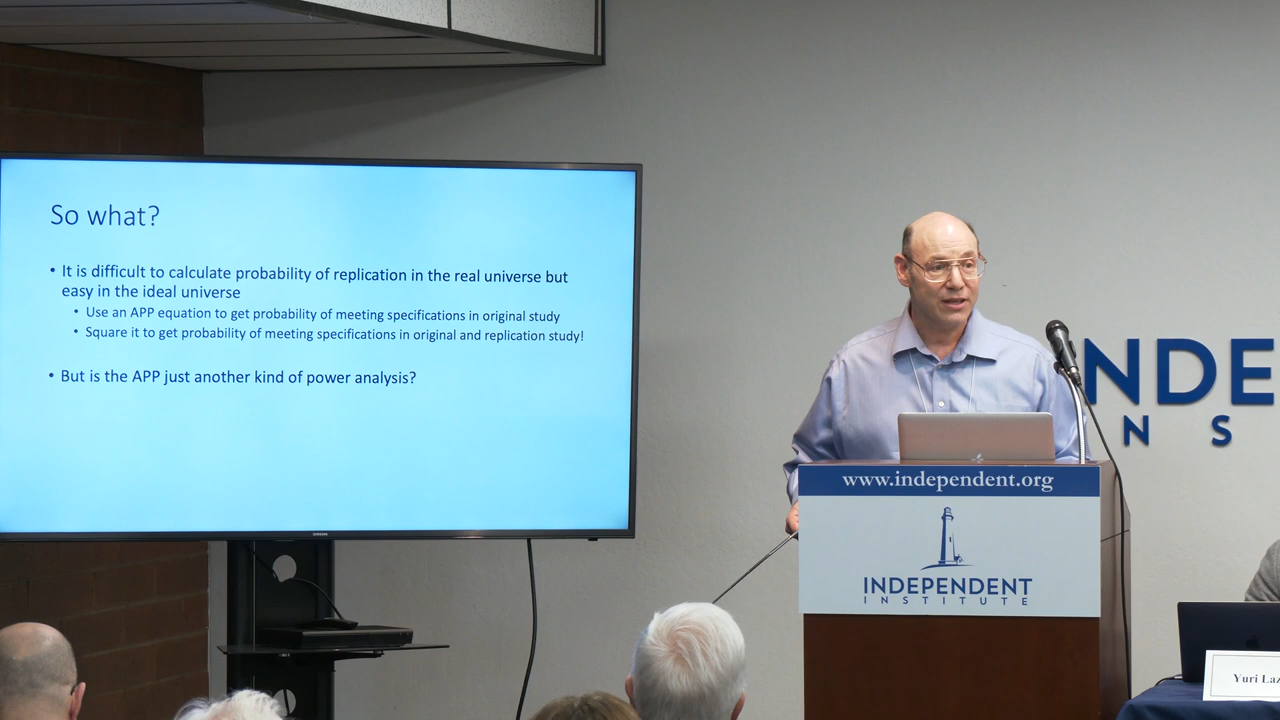 So what?
• It is difficult to calculate probability of replication in the real universe but
easy in the ideal universe
• Use an APP equation to get probability of meeting specifications in original study
• Square it to get probability of meeting specifications in original and replication study!
• But is the APP just another kind of power analysis?
SAMSUNG
NDE
N S
www.independent.org
INDEPENDENT
INSTITUTE
Yuri